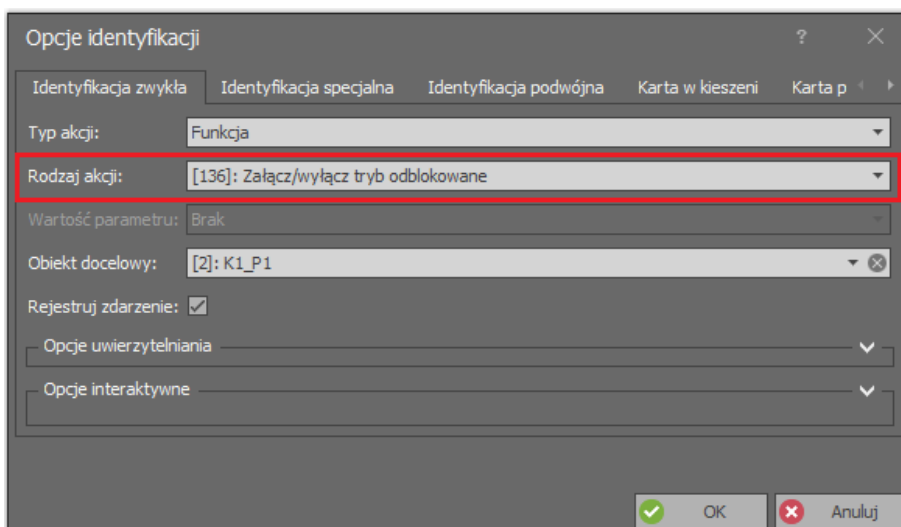 Opcje identyfikacji ?
Identyfikacja zwykła Identyfikacja specjalna Identyfikacja podwójna Karta w kieszeni Karta p
Typ akcji: Funkcja
Rodzaj akcji: [136]: Załącz/wyłącz tryb odblokowane
Wartość parametru: Brak
Obiekt docelowy: [2]: K1_P1
Rejestruj zdarzenie:
Opcje uwierzytelniania
Opcje interaktywne
OK Anuluj